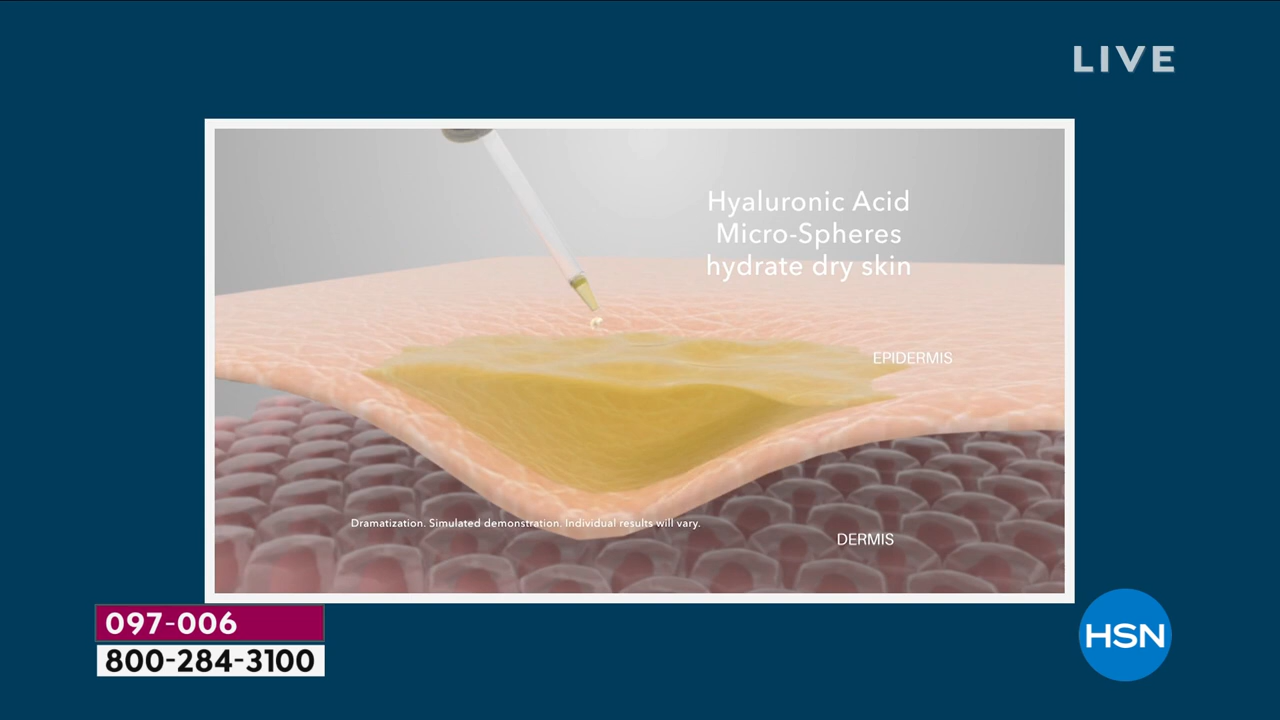 LIVE
Hyaluronic Acid
Micro-Spheres
hydrate dry skin
EPIDERMIS
Dramatization. Simulated demonstration. Individual results will vary.
DERMIS
097-006
800-284-3100
HSN